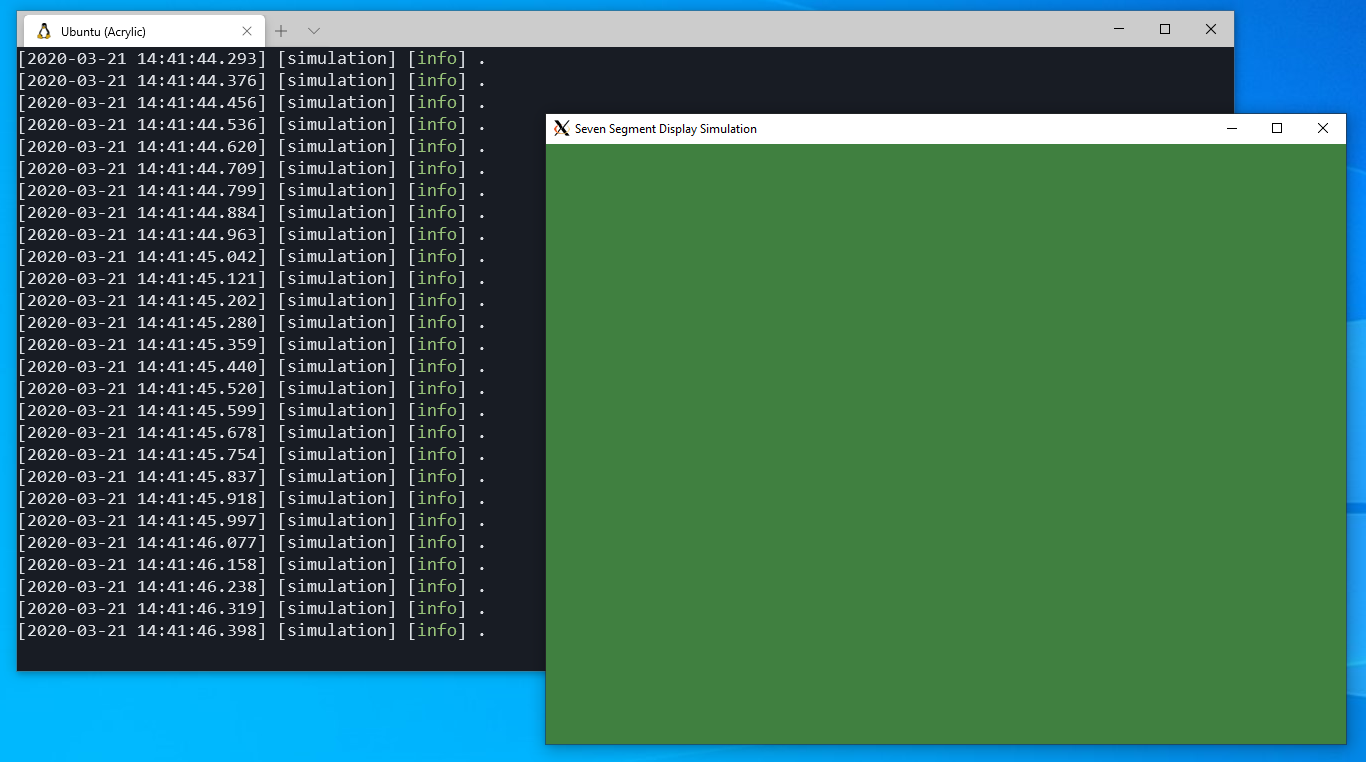 Ubuntu (Acrylic)
[2020-03-21 14:41:44.293] [simulation] [info] .
[2020-03-21 14:41:44.376] [simulation] [info] .
[2020-03-21 14:41:44.456] [simulation] [info] .
[2020-03-21 14:41:44.536] [simulation] [info] .
[2020-03-21 14:41:44.620] [simulation] [info] .
[2020-03-21 14:41:44.709] [simulation] [info] .
[2020-03-21 14:41:44.799] [simulation] [info] .
[2020-03-21 14:41:44.884] [simulation] [info] .
[2020-03-21 14:41:44.963] [simulation] [info] .
[2020-03-21 14:41:45.042] [simulation] [info] .
[2020-03-21 14:41:45.121] [simulation] [info] .
[2020-03-21 14:41:45.202] [simulation] [info] .
[2020-03-21 14:41:45.280] [simulation] [info] .
[2020-03-21 14:41:45.359] [simulation] [info] .
[2020-03-21 14:41:45.440] [simulation] [info] .
[2020-03-21 14:41:45.520] [simulation] [info] .
[2020-03-21 14:41:45.599] [simulation] [info] .
[2020-03-21 14:41:45.678] [simulation] [info] .
[2020-03-21 14:41:45.754] [simulation] [info] .
[2020-03-21 14:41:45.837] [simulation] [info] .
[2020-03-21 14:41:45.918] [simulation] [info] .
[2020-03-21 14:41:45.997] [simulation] [info] .
[2020-03-21 14:41:46.077] [simulation] [info] .
[2020-03-21 14:41:46.158] [simulation] [info] .
[2020-03-21 14:41:46.238] [simulation] [info] .
[2020-03-21 14:41:46.319] [simulation] [info] .
[2020-03-21 14:41:46.398] [simulation] [info] .
Seven Segment Display Simulation